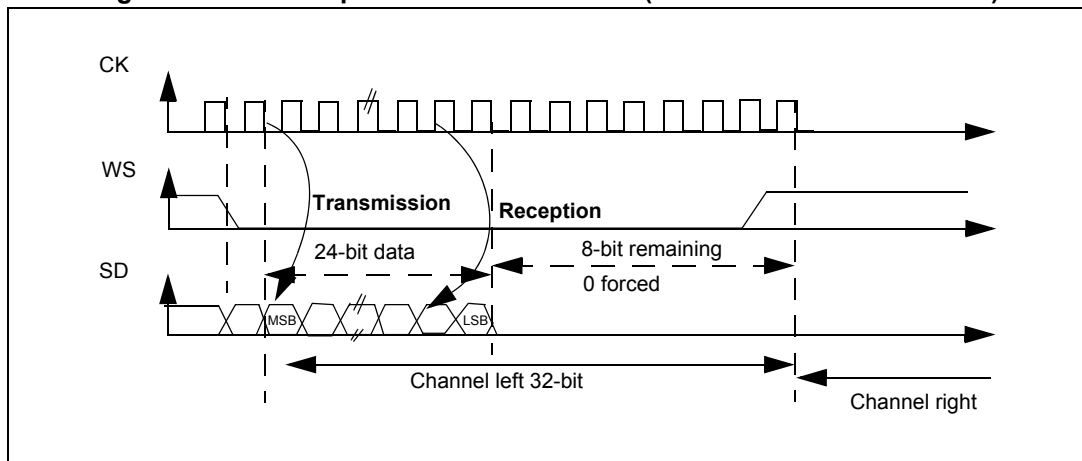 CK
WS
Transmission
Reception
24-bit data
8-bit remaining
0 forced
SD
MSB
LSB
Channel left 32-bit
Channel right